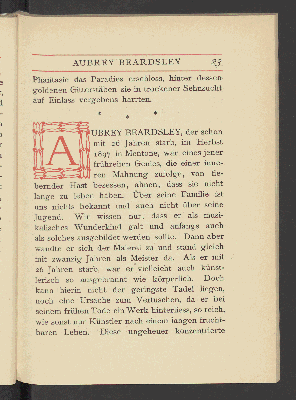 AUBREY BEARDSLEY 23
Phantasie das Paradies erschloss, hinter dessen
goldenen Gitterstäben sie in trockener Sehnsucht
auf Einlass vergebens harrten.
* * *
AUBREY BEARDSLEY, der schon
mit 26 Jahren starb, im Herbst
1897 in Mentone, war eines jener
frühreifen Genies, die einer inne-
ren Mahnung zufolge, von fie-
bernder Hast besessen, ahnen, dass sie nicht
lange zu leben haben. Über seine Familie ist
uns nichts bekannt und auch nicht über seine
Jugend. Wir wissen nur, dass er als musi-
kalisches Wunderkind galt und anfangs auch
als solches ausgebildet werden sollte. Dann aber
wandte er sich der Malerei zu und stand gleich
mit zwanzig Jahren als Meister da. Als er mit
26 Jahren starb, war er vielleicht auch künst-
lerisch so ausgebrannt wie körperlich. Doch
kann hierin nicht der geringste Tadel liegen,
noch eine Ursache zum Vertuschen, da er bei
seinem frühen Tode ein Werk hinterliess, so reich,
wie sonst nur Künstler nach einem langen frucht-
baren Leben. Diese ungeheuer konzentrierte